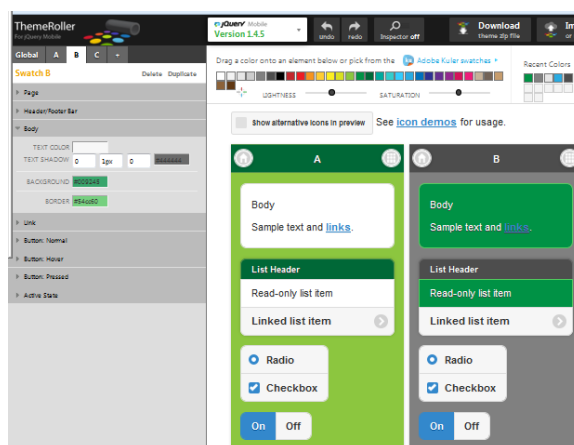 ThemeRoller
For jQuery Mobile
jQuery Mobile
Version 1.4.5
undo
redo
Inspector off
Download
theme zip file
Im
or
Global A B C +
Swatch B
Delete Duplicate
Page
Header/Footer Bar
Body
TEXT COLOR
TEXT SHADOW 0 1px 0
BACKGROUND
BORDER #54cc60
Link
Button: Normal
Button: Hover
Button: Pressed
Active State
Drag a color onto an element below or pick from the Adobe Kuler swatches
Recent Colors
LIGHTNESS
SATURATION
Show alternative icons in preview See icon demos for usage.
A
Body
Sample text and links.
List Header
Read-only list item
Linked list item
Radio
Checkbox
On Off
B
Body
Sample text and links.
List Header
Read-only list item
Linked list item
Radio
Checkbox
On Off